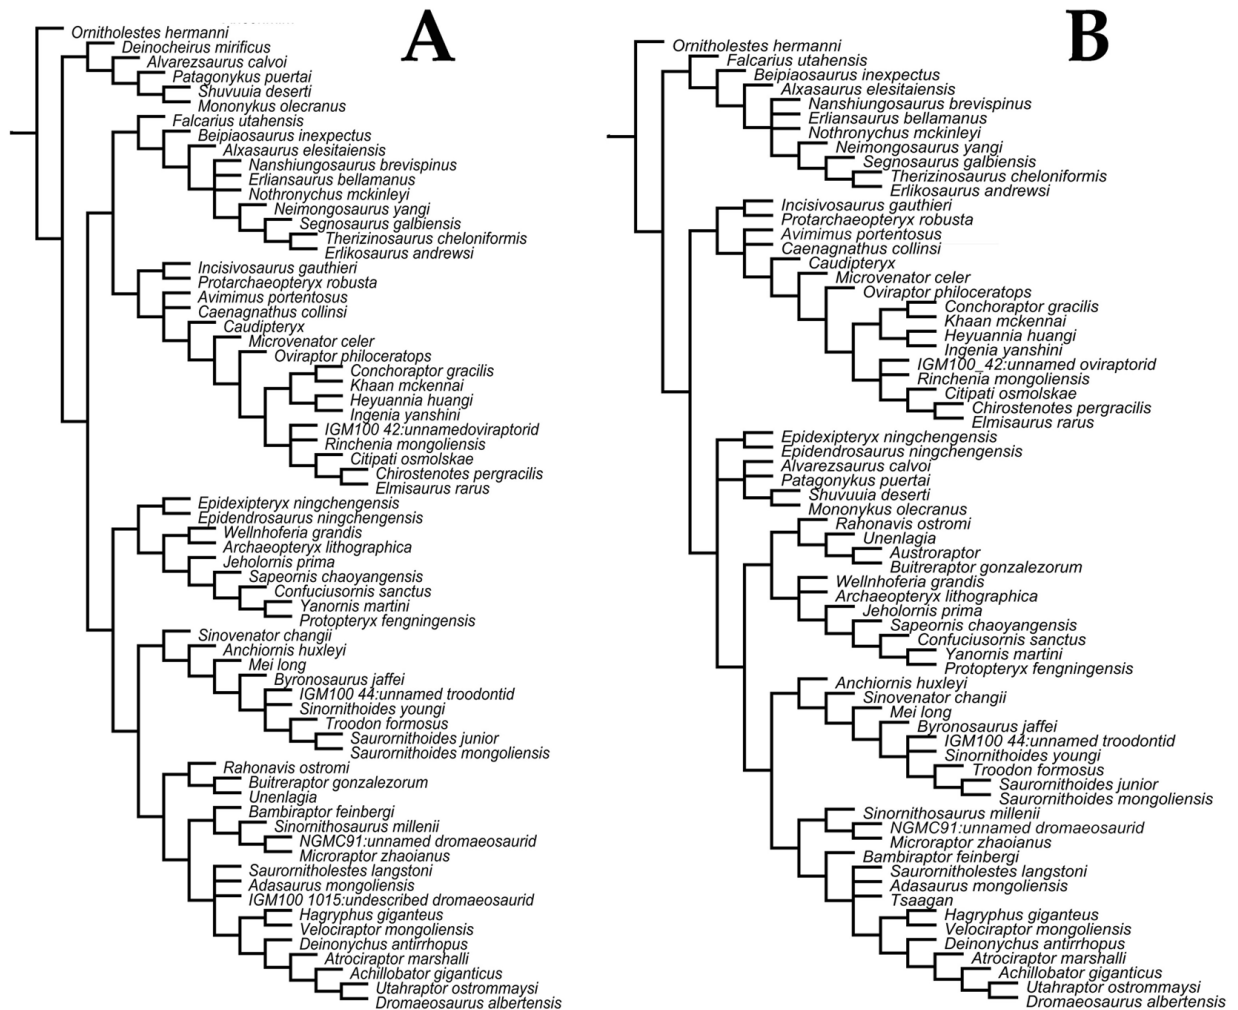 A
Ornitholestes hermanni
Deinocheirus mirificus
Alvarezsaurus calvoi
Patagonykus puertai
Shuvuuia deserti
Mononykus olecranus
Falcarius utahensis
Beipiaosaurus inexpectus
Alxasaurus elesitaiensis
Nanshiungosaurus brevispinus
Erliansaurus bellamanus
Nothronychus mckinleyi
Neimongosaurus yangi
Segnosaurus galbiensis
Therizinosaurus cheloniformis
Erlikosaurus andrewsi
Incisivosaurus gauthieri
Protarchaeopteryx robusta
Avimimus portentosus
Caenagnathus collinsi
Caudipteryx
Microvenator celer
Oviraptor philoceratops
Conchoraptor gracilis
Khaan mckennai
Heyuannia huangi
Ingenia yanshini
IGM100 42:unnamedoviraptorid
Rinchenia mongoliensis
Citipati osmolskae
Chirostenotes pergracilis
Elmisaurus rarus
Epidexipteryx ningchengensis
Epidendrosaurus ningchengensis
Wellnhoferia grandis
Archaeopteryx lithographica
Jeholornis prima
Sapeornis chaoyangensis
Confuciusornis sanctus
Yanornis martini
Protopteryx fengningensis
Sinovenator changii
Anchiornis huxleyi
Mei long
Byronosaurus jaffei
IGM100 44:unnamed troodontid
Sinornithoides youngi
Troodon formosus
Saurornithoides junior
Saurornithoides mongoliensis
Rahonavis ostromi
Buitreraptor gonzalezorum
Unenlagia
Bambiraptor feinbergi
Sinornithosaurus millenii
NGMC91:unnamed dromaeosaurid
Microraptor zhaoianus
Saurornitholestes langstoni
Adasaurus mongoliensis
IGM100 1015:undescribed dromaeosaurid
Hagryphus giganteus
Velociraptor mongoliensis
Deinonychus antirrhopus
Atrociraptor marshalli
Achillobator giganticus
Utahraptor ostrommaysi
Dromaeosaurus albertensis
B
Ornitholestes hermanni
Falcarius utahensis
Beipiaosaurus inexpectus
Alxasaurus elesitaiensis
Nanshiungosaurus brevispinus
Erliansaurus bellamanus
Nothronychus mckinleyi
Neimongosaurus yangi
Segnosaurus galbiensis
Therizinosaurus cheloniformis
Erlikosaurus andrewsi
Incisivosaurus gauthieri
Protarchaeopteryx robusta
Avimimus portentosus
Caenagnathus collinsi
Caudipteryx
Microvenator celer
Oviraptor philoceratops
Conchoraptor gracilis
Khaan mckennai
Heyuannia huangi
Ingenia yanshini
IGM100_42:unnamed oviraptorid
Rinchenia mongoliensis
Citipati osmolskae
Chirostenotes pergracilis
Elmisaurus rarus
Epidexipteryx ningchengensis
Epidendrosaurus ningchengensis
Alvarezsaurus calvoi
Patagonykus puertai
Shuvuuia deserti
Mononykus olecranus
Rahonavis ostromi
Unenlagia
Austroraptor
Buitreraptor gonzalezorum
Wellnhoferia grandis
Archaeopteryx lithographica
Jeholornis prima
Sapeornis chaoyangensis
Confuciusornis sanctus
Yanornis martini
Protopteryx fengningensis
Anchiornis huxleyi
Sinovenator changii
Mei long
Byronosaurus jaffei
IGM100 44:unnamed troodontid
Sinornithoides youngi
Troodon formosus
Saurornithoides junior
Saurornithoides mongoliensis
Sinornithosaurus millenii
NGMC91:unnamed dromaeosaurid
Microraptor zhaoianus
Bambiraptor feinbergi
Saurornitholestes langstoni
Adasaurus mongoliensis
Tsaagan
Hagryphus giganteus
Velociraptor mongoliensis
Deinonychus antirrhopus
Atrociraptor marshalli
Achillobator giganticus
Utahraptor ostrommaysi
Dromaeosaurus albertensis